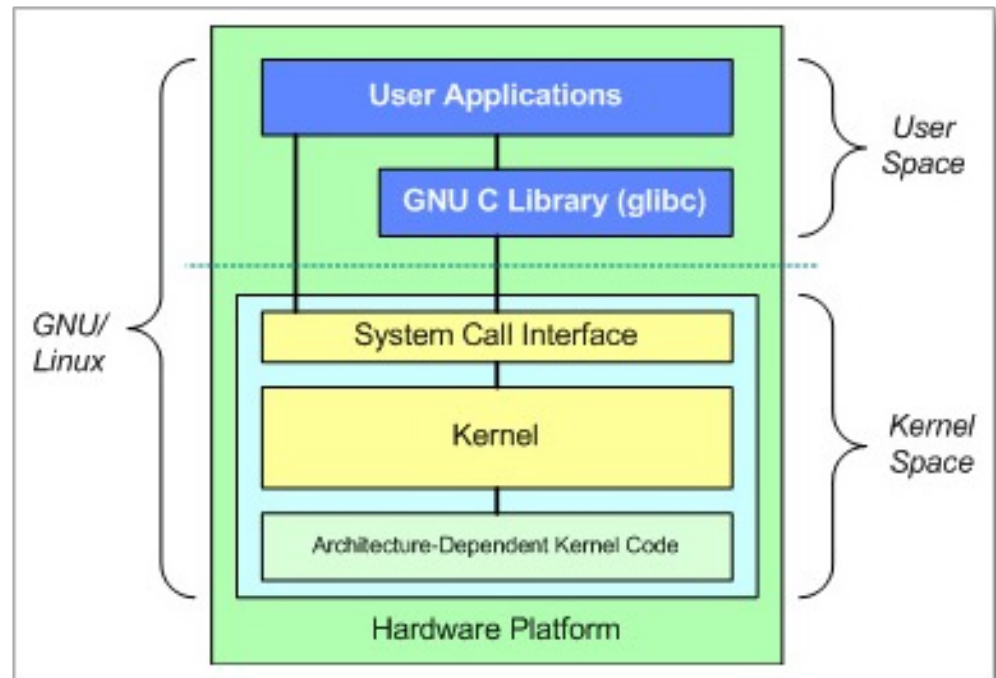 User Applications
GNU C Library (glibc)
User
Space
GNU/
Linux
System Call Interface
Kernel
Architecture-Dependent Kernel Code
Kernel
Space
Hardware Platform